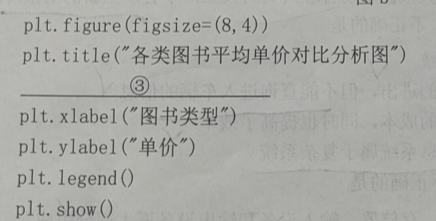 plt.figure(figsize=(8,4))
plt.title("各类图书平均单价对比分析图")
③
plt.xlabel("图书类型")
plt.ylabel("单价")
plt.legend()
plt.show()